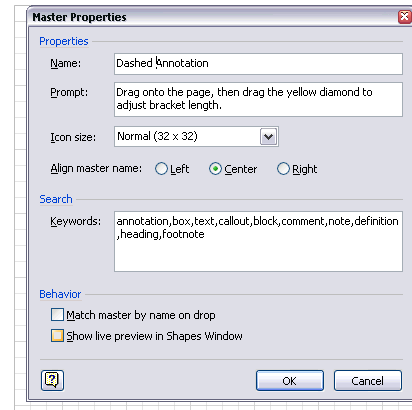 Master Properties
Properties
Name:
Dashed Annotation
Prompt:
Drag onto the page, then drag the yellow diamond to
adjust bracket length.
Icon size:
Normal (32 x 32)
Align master name:
Left
Center
Right
Search
Keywords:
annotation,box,text,callout,block,comment,note,definition
,heading,footnote
Behavior
Match master by name on drop
Show live preview in Shapes Window
?
OK
Cancel